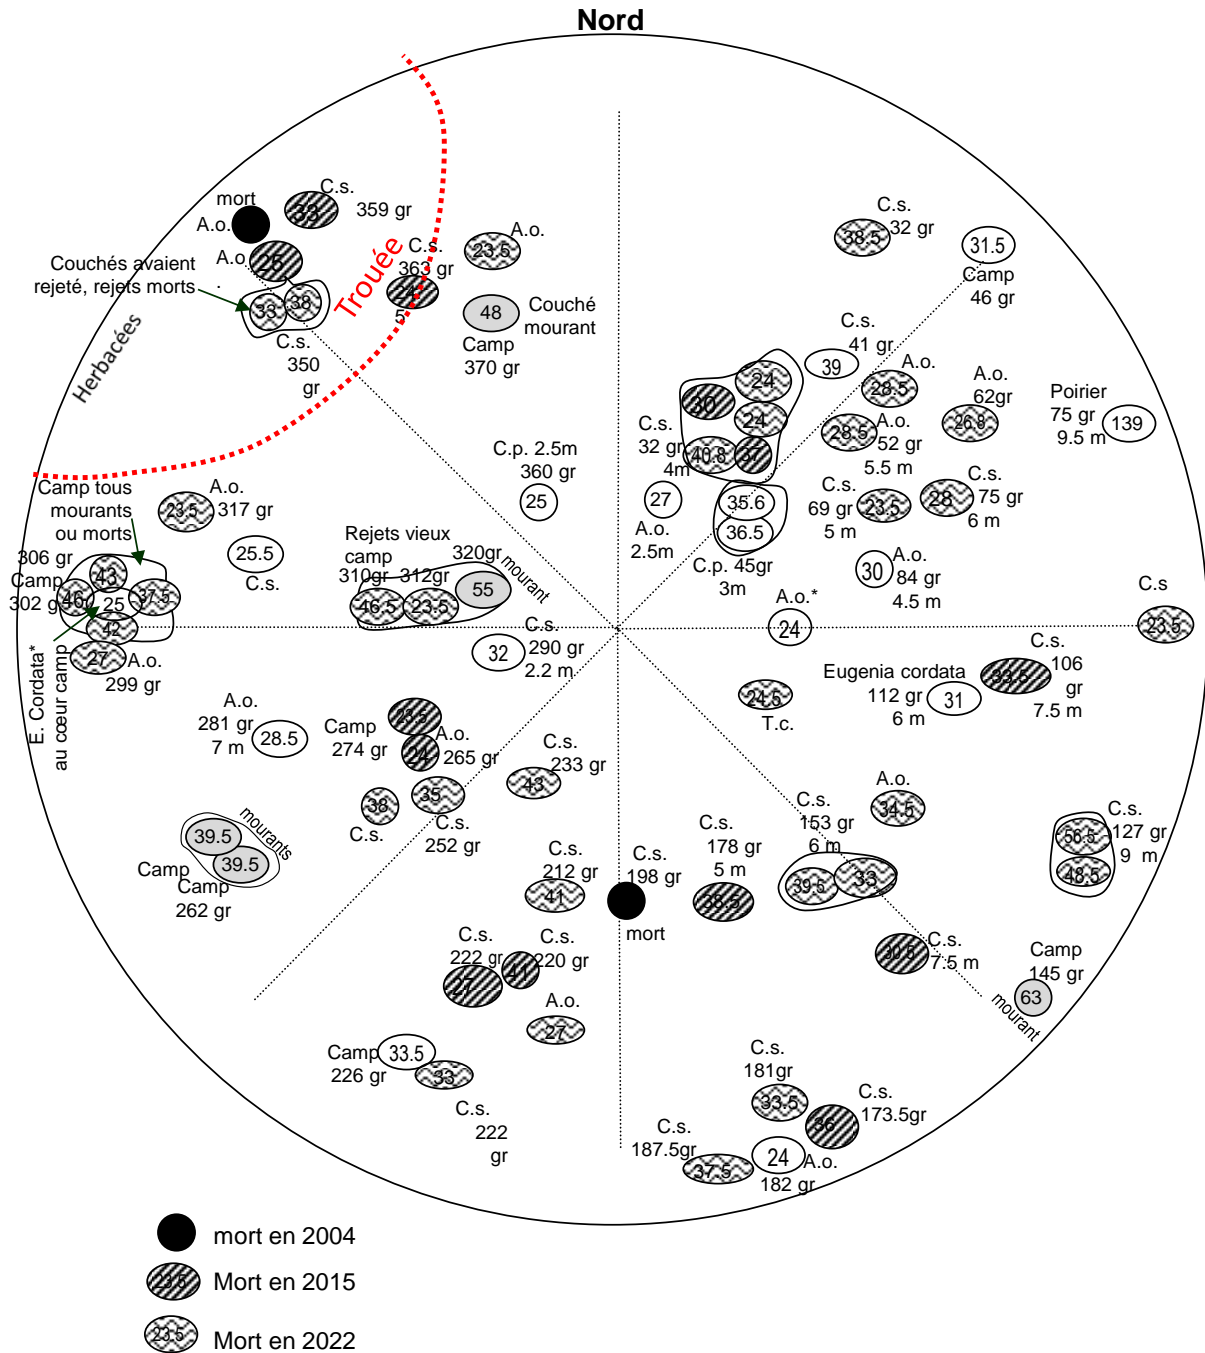 Nord
mort
A.o.
C.s.
33
359 gr
A.o
.
26
Couchés avaient
rejeté, rejets morts
33
38
C.s.
350
gr
Trouée
Herbacées
C.s.
363 gr
24
5
A.o.
23.5
48
Couché
mourant
Camp
370 gr
C.s.
32 gr
38.5
31.5
Camp
46 gr
C.s.
41 gr
39
A.o.
28.5
A.o.
62gr
26.8
Poirier
75 gr
9.5 m
139
24
30
24
40.8
37
C.s.
32 gr
4m
28.5
A.o.
52 gr
5.5 m
C.p. 2.5m
360 gr
25
27
A.o.
2.5m
35.6
36.5
C.p. 45gr
3m
C.s.
69 gr
5 m
23.5
28
C.s.
75 gr
6 m
30
A.o.
84 gr
4.5 m
Camp tous
mourants
ou morts
A.o.
317 gr
23.5
25.5
C.s.
306 gr
Camp
302 gr
43
46
25
37.5
42
27
A.o.
299 gr
E. Cordata*
au cœur camp
Rejets vieux
camp
310gr
312gr
320gr
mourant
46.5
23.5
55
C.s.
290 gr
2.2 m
32
A.o.*
24
C.s
23.5
Eugenia cordata
112 gr
6 m
31
C.s.
106
gr
7.5 m
33.5
24.5
T.c.
A.o.
281 gr
7 m
28.5
Camp
274 gr
23.5
24
A.o.
265 gr
38
C.s.
35
C.s.
252 gr
C.s.
233 gr
43
A.o.
34.5
C.s.
153 gr
6 m
39.5
33
C.s.
127 gr
9 m
56.5
48.5
39.5
39.5
mourants
Camp
Camp
262 gr
C.s.
212 gr
41
C.s.
198 gr
mort
C.s.
178 gr
5 m
38.5
30.5
C.s.
7.5 m
Camp
145 gr
63
mourant
C.s.
222 gr
27
C.s.
220 gr
41
A.o.
27
Camp
226 gr
33.5
33
C.s.
222
gr
C.s.
181gr
33.5
36
C.s.
173.5gr
C.s.
187.5gr
37.5
24
A.o.
182 gr
mort en 2004
23.5
Mort en 2015
23.5
Mort en 2022